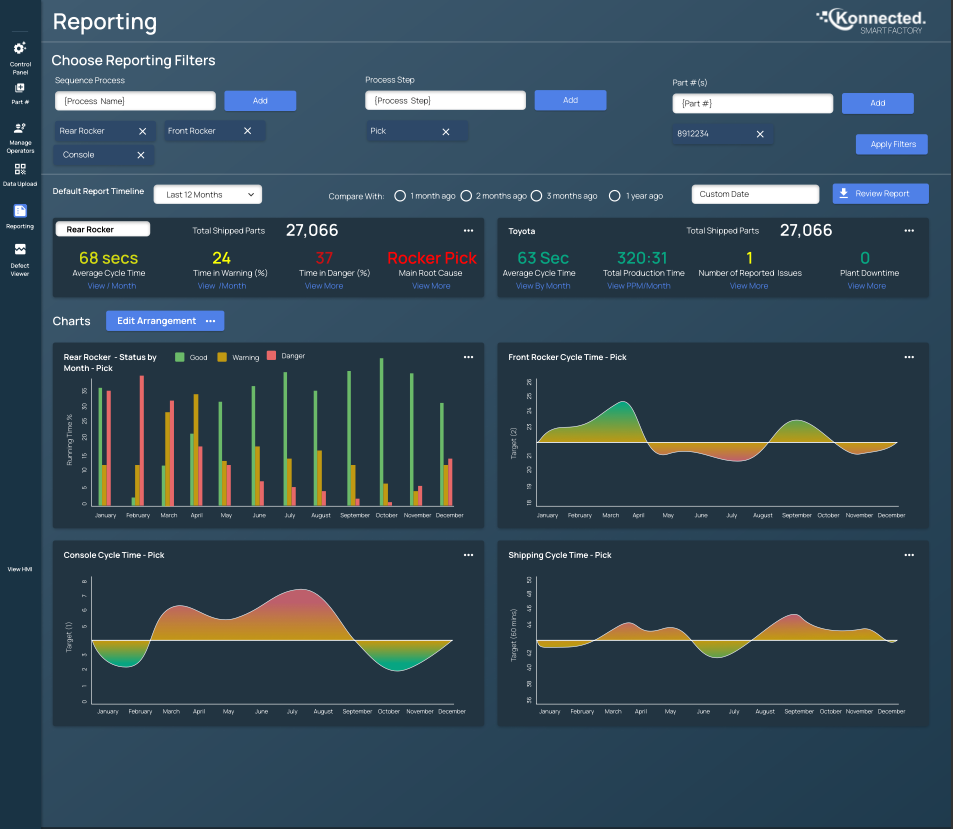 Reporting
Konnected.
SMART FACTORY
Control
Panel
Part #
Manage
Operators
Data Upload
Reporting
Defect
Viewer
View HMI
Choose Reporting Filters
Sequence Process
{Process Name}
Add
Rear Rocker
Front Rocker
Console
Process Step
{Process Step}
Add
Pick
Part #(s)
{Part #}
Add
8912234
Apply Filters
Default Report Timeline
Last 12 Months
Compare With:
1 month ago
2 months ago
3 months ago
1 year ago
Custom Date
Review Report
Rear Rocker
Total Shipped Parts
27,066
68 secs
Average Cycle Time
View / Month
24
Time in Warning (%)
View /Month
37
Time in Danger (%)
View More
Rocker Pick
Main Root Cause
View More
Toyota
Total Shipped Parts
27,066
63 Sec
Average Cycle Time
View By Month
320:31
Total Production Time
View PPM/Month
1
Number of Reported Issues
View More
0
Plant Downtime
View More
Charts
Edit Arrangement
Rear Rocker - Status by
Month - Pick
Good
Warning
Danger
Running Time %
35
30
25
20
15
10
5
0
January February March April May June July August September October November December
Front Rocker Cycle Time - Pick
Target (2)
26
25
24
23
21
20
19
18
January February March April May June July August September October November December
Console Cycle Time - Pick
Target (1)
8
7
6
5
3
2
1
0
January February March April May June July August September October November December
Shipping Cycle Time - Pick
Target (60 mins)
50
48
46
44
42
40
38
36
January February March April May June July August September October November December